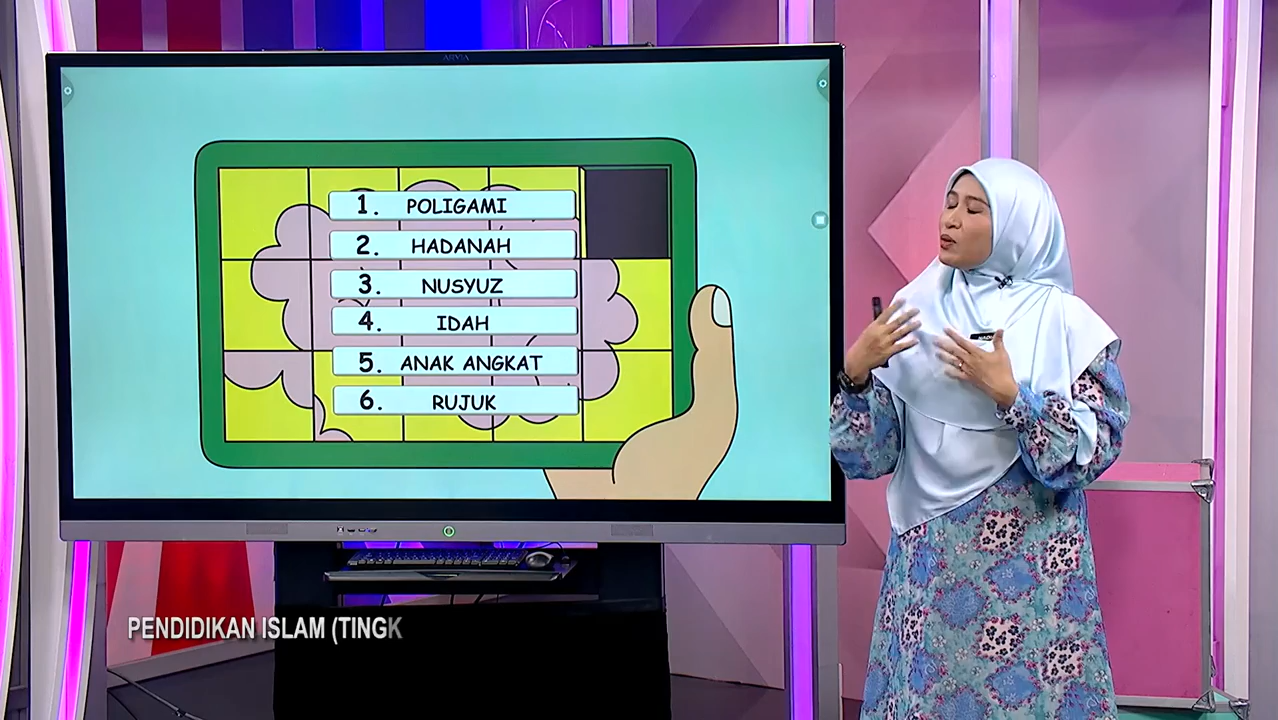 1. POLIGAMI
2. HADANAH
3. NUSYUZ
4. IDAH
5. ANAK ANGKAT
6. RUJUK
PENDIDIKAN ISLAM (TINGK